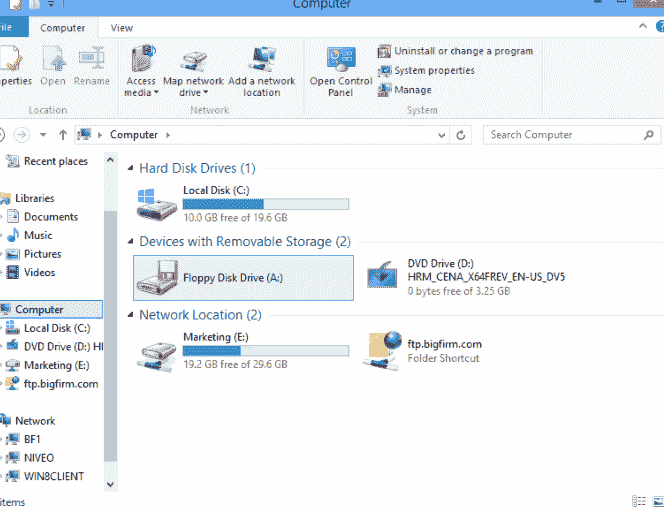 Computer
File
Computer
View
Properties
Open
Rename
Access media
Map network drive
Add a network location
Open Control Panel
Uninstall or change a program
System properties
Manage
Location
Network
System
Computer
Search Computer
Recent places
Libraries
Documents
Music
Pictures
Videos
Computer
Local Disk (C:)
DVD Drive (D:) HI
Marketing (E:)
ftp.bigfirm.com
Network
BF1
NIVEO
WIN8CLIENT
Hard Disk Drives (1)
Local Disk (C:)
10.0 GB free of 19.6 GB
Devices with Removable Storage (2)
Floppy Disk Drive (A:)
DVD Drive (D:)
HRM_CENA_X64FREV_EN-US_DV5
0 bytes free of 3.25 GB
Network Location (2)
Marketing (E:)
19.2 GB free of 29.6 GB
ftp.bigfirm.com
Folder Shortcut
items